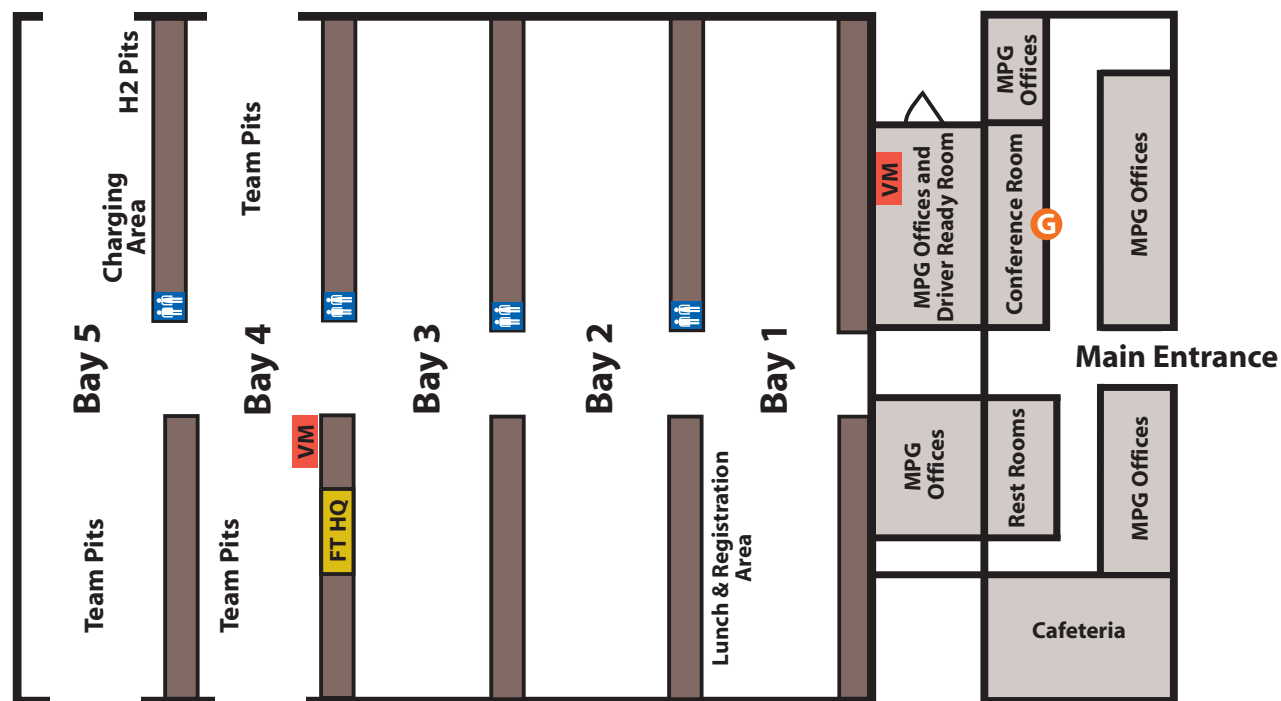 H2 Pits
Charging
Area
Bay 5
Team Pits
Team Pits
Bay 4
VM
Team Pits
FT HQ
Bay 3
Bay 2
Lunch & Registration
Area
Bay 1
VM
MPG Offices and
Driver Ready Room
MPG
Offices
MPG
Offices
Conference Room
G
Rest Rooms
MPG Offices
Main Entrance
MPG Offices
Cafeteria